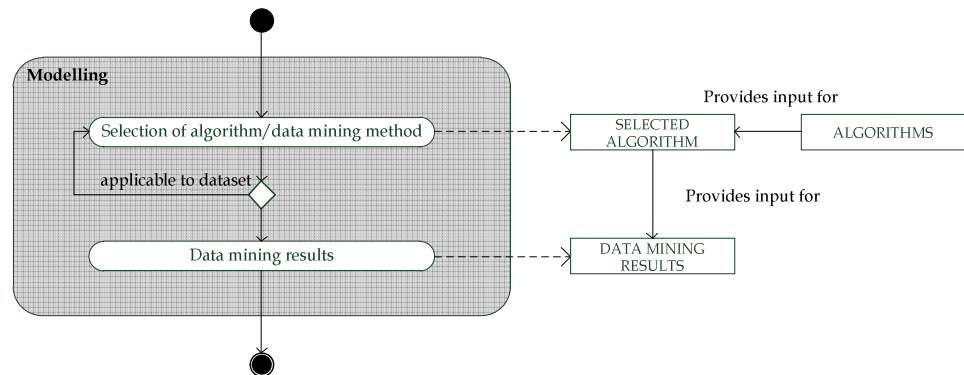 Modelling
Provides input for
Selection of algorithm/data mining method
SELECTED
ALGORITHM
ALGORITHMS
applicable to dataset
Provides input for
Data mining results
DATA MINING
RESULTS